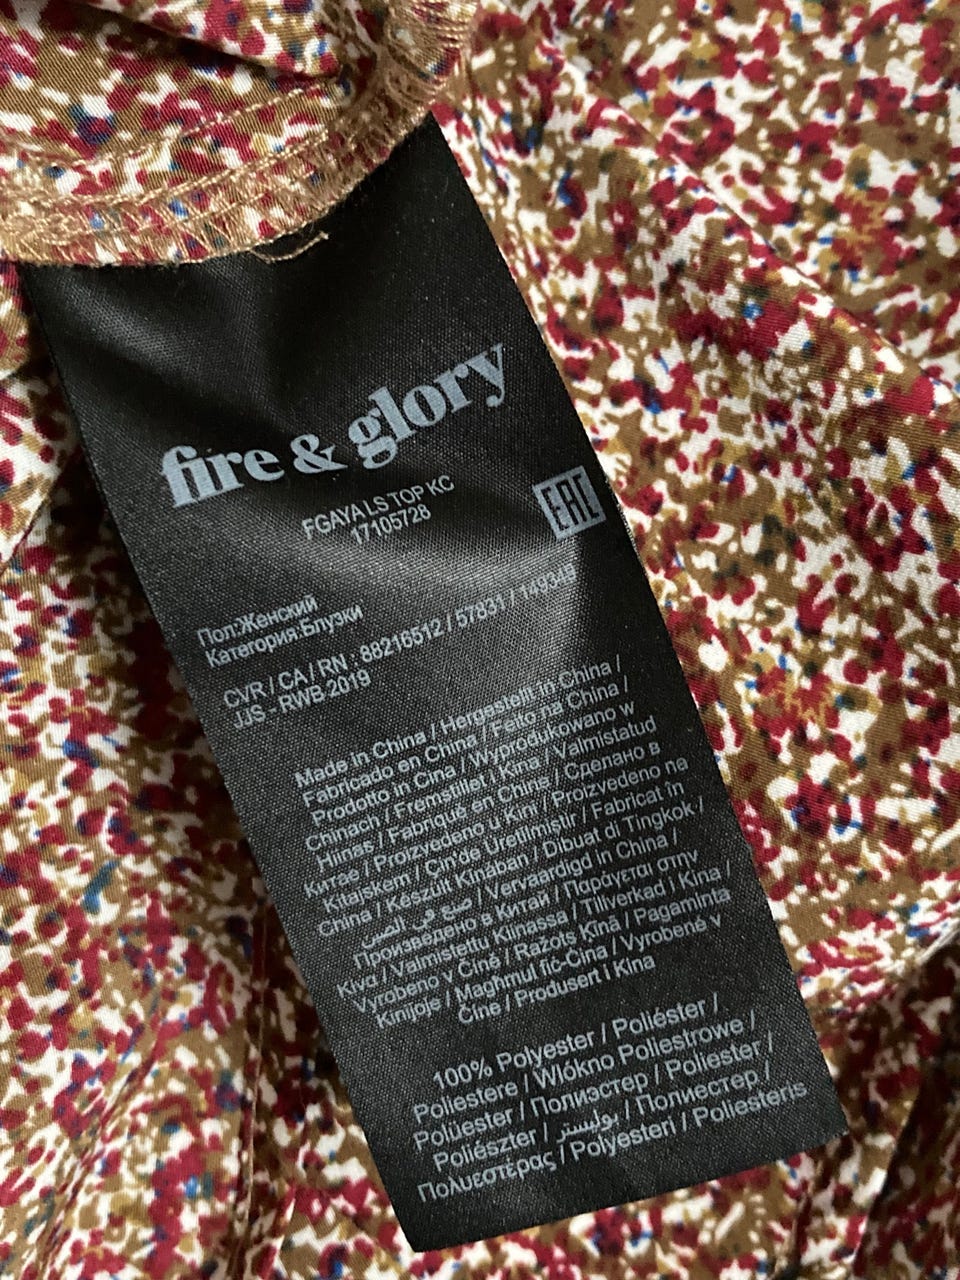 fire & glory
FGAYA LS TOP KC
17105728
EAC
Пол:Женский
Категория:Блузки
CVR / CA / RN : 88216512 / 57831 / 149349
JJS - RWB 2019
Made in China / Hergestellt in China /
Fabricado en China / Feito na China /
Prodotto in Cina / Wyprodukowano w
Chinach / Fremstillet i Kina / Valmistatud
Hiinas / Fabriqué en Chine / Сделано в
Китае / Proizvedeno u Kini / Proizvedeno na
Kitajskem / Çin'de Üretilmiştir / Fabricat în
China / Készült Kínában / Dibuat di Tingkok /
صنع في الصين / Vervaardigd in China /
Произведено в Китай / Παράγεται στην
Κίνα / Valmistettu Kiinassa / Tillverkad i Kina /
Vyrobeno v Číně / Ražots Ķīnā / Pagaminta
Kinijoje / Magħmul fiċ-Ċina / Vyrobené v
Číne / Produsert i Kina
100% Polyester / Poliéster /
Poliestere / Włókno Poliestrowe /
Polüester / Полиэстер / Poliester /
Poliészter / بوليستر / Полиестер /
Πολυεστέρας / Polyesteri / Poliesteris